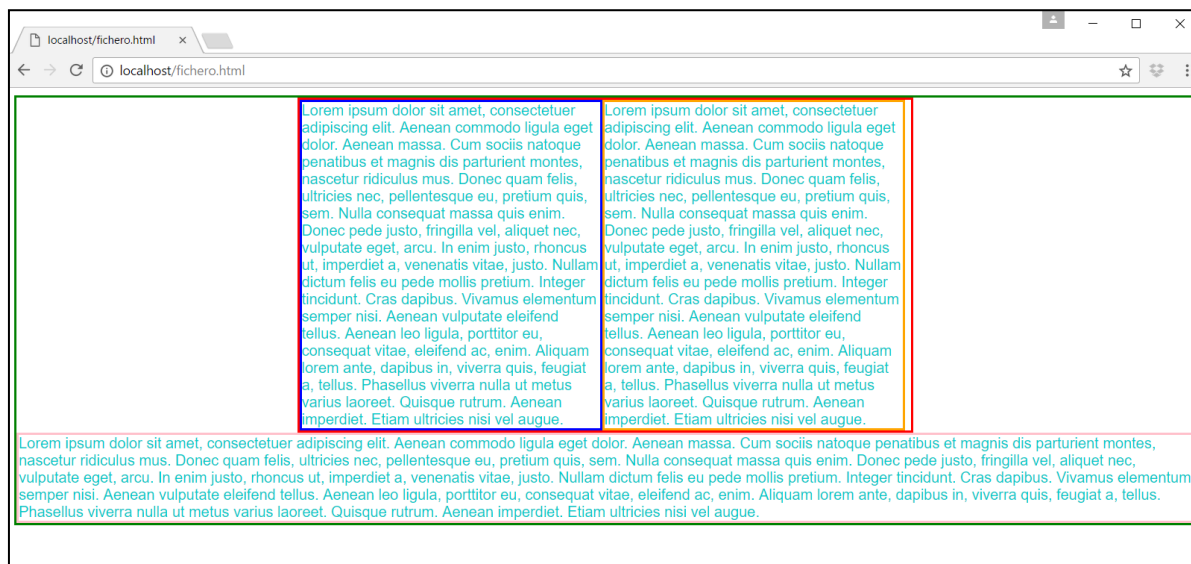 localhost/fichero.html
localhost/fichero.html
Lorem ipsum dolor sit amet, consectetuer
adipiscing elit. Aenean commodo ligula eget
dolor. Aenean massa. Cum sociis natoque
penatibus et magnis dis parturient montes,
nascetur ridiculus mus. Donec quam felis,
ultricies nec, pellentesque eu, pretium quis,
sem. Nulla consequat massa quis enim.
Donec pede justo, fringilla vel, aliquet nec,
vulputate eget, arcu. In enim justo, rhoncus
ut, imperdiet a, venenatis vitae, justo. Nullam
dictum felis eu pede mollis pretium. Integer
tincidunt. Cras dapibus. Vivamus elementum
semper nisi. Aenean vulputate eleifend
tellus. Aenean leo ligula, porttitor eu,
consequat vitae, eleifend ac, enim. Aliquam
lorem ante, dapibus in, viverra quis, feugiat
a, tellus. Phasellus viverra nulla ut metus
varius laoreet. Quisque rutrum. Aenean
imperdiet. Etiam ultricies nisi vel augue.
Lorem ipsum dolor sit amet, consectetuer
adipiscing elit. Aenean commodo ligula eget
dolor. Aenean massa. Cum sociis natoque
penatibus et magnis dis parturient montes,
nascetur ridiculus mus. Donec quam felis,
ultricies nec, pellentesque eu, pretium quis,
sem. Nulla consequat massa quis enim.
Donec pede justo, fringilla vel, aliquet nec,
vulputate eget, arcu. In enim justo, rhoncus
ut, imperdiet a, venenatis vitae, justo. Nullam
dictum felis eu pede mollis pretium. Integer
tincidunt. Cras dapibus. Vivamus elementum
semper nisi. Aenean vulputate eleifend
tellus. Aenean leo ligula, porttitor eu,
consequat vitae, eleifend ac, enim. Aliquam
lorem ante, dapibus in, viverra quis, feugiat
a, tellus. Phasellus viverra nulla ut metus
varius laoreet. Quisque rutrum. Aenean
imperdiet. Etiam ultricies nisi vel augue.
Lorem ipsum dolor sit amet, consectetuer adipiscing elit. Aenean commodo ligula eget dolor. Aenean massa. Cum sociis natoque penatibus et magnis dis parturient montes,
nascetur ridiculus mus. Donec quam felis, ultricies nec, pellentesque eu, pretium quis, sem. Nulla consequat massa quis enim. Donec pede justo, fringilla vel, aliquet nec,
vulputate eget, arcu. In enim justo, rhoncus ut, imperdiet a, venenatis vitae, justo. Nullam dictum felis eu pede mollis pretium. Integer tincidunt. Cras dapibus. Vivamus elementum
semper nisi. Aenean vulputate eleifend tellus. Aenean leo ligula, porttitor eu, consequat vitae, eleifend ac, enim. Aliquam lorem ante, dapibus in, viverra quis, feugiat a, tellus.
Phasellus viverra nulla ut metus varius laoreet. Quisque rutrum. Aenean imperdiet. Etiam ultricies nisi vel augue.